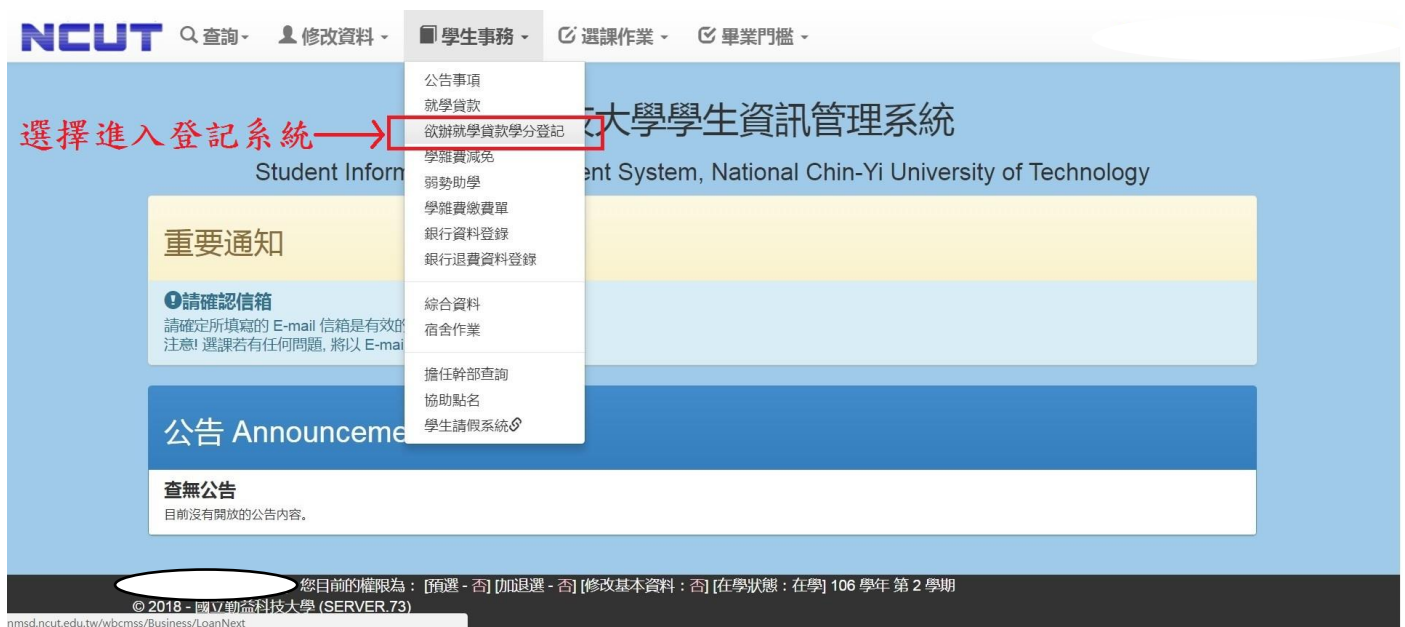 NCUT 查詢 修改資料 學生事務 選課作業 畢業門檻
公告事項
就學貸款
欲辦就學貸款學分登記
學雜費減免
弱勢助學
學雜費繳費單
銀行資料登錄
銀行退費資料登錄
綜合資料
宿舍作業
擔任幹部查詢
協助點名
學生請假系統
選擇進入登記系統
大學學生資訊管理系統
Student Inform ent System, National Chin-Yi University of Technology
重要通知
請確認信箱
請確定所填寫的 E-mail 信箱是有效的
注意! 選課若有任何問題, 將以 E-mai
公告 Announceme
查無公告
目前沒有開放的公告內容。
您目前的權限為： [預選 - 否] [加退選 - 否] [修改基本資料：否] [在學狀態：在學] 106 學年 第 2 學期
© 2018 - 國立勤益科技大學 (SERVER.73)
nmsd.ncut.edu.tw/wbcmss/Business/LoanNext